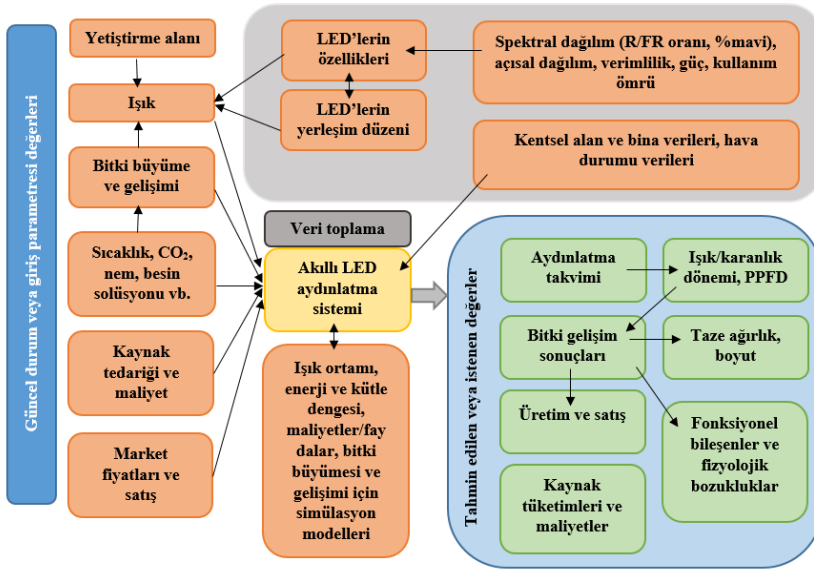 Güncel durum veya giriş parametresi değerleri
Yetiştirme alanı
Işık
Bitki büyüme
ve gelişimi
Sıcaklık, CO₂,
nem, besin
solüsyonu vb.
Kaynak
tedariği ve
maliyet
Market
fiyatları ve
satış
LED’lerin
özellikleri
LED’lerin
yerleşim düzeni
Spektral dağılım (R/FR oranı, %mavi),
açısal dağılım, verimlilik, güç, kullanım
ömrü
Kentsel alan ve bina verileri, hava
durumu verileri
Veri toplama
Akıllı LED
aydınlatma
sistemi
Işık ortamı,
enerji ve kütle
dengesi,
maliyetler/fay
dalar, bitki
büyümesi ve
gelişimi için
simülasyon
modelleri
Tahmin edilen veya istenen değerler
Aydınlatma
takvimi
Işık/karanlık
dönemi, PPFD
Bitki gelişim
sonuçları
Taze ağırlık,
boyut
Üretim ve satış
Fonksiyonel
bileşenler ve
fizyolojik
bozukluklar
Kaynak
tüketimleri ve
maliyetler